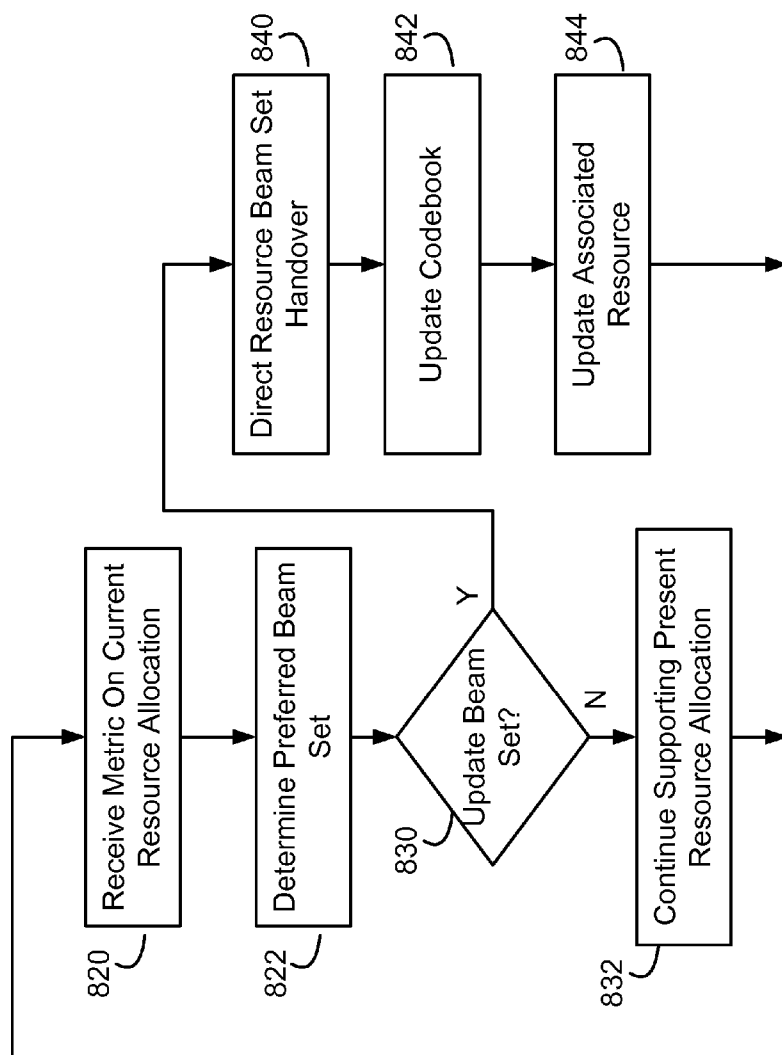 Receive Metric On Current
Resource Allocation
820
Determine Preferred Beam
Set
822
Update Beam
Set?
830
Y
N
Continue Supporting Present
Resource Allocation
832
Direct Resource Beam Set
Handover
840
Update Codebook
842
Update Associated
Resource
844